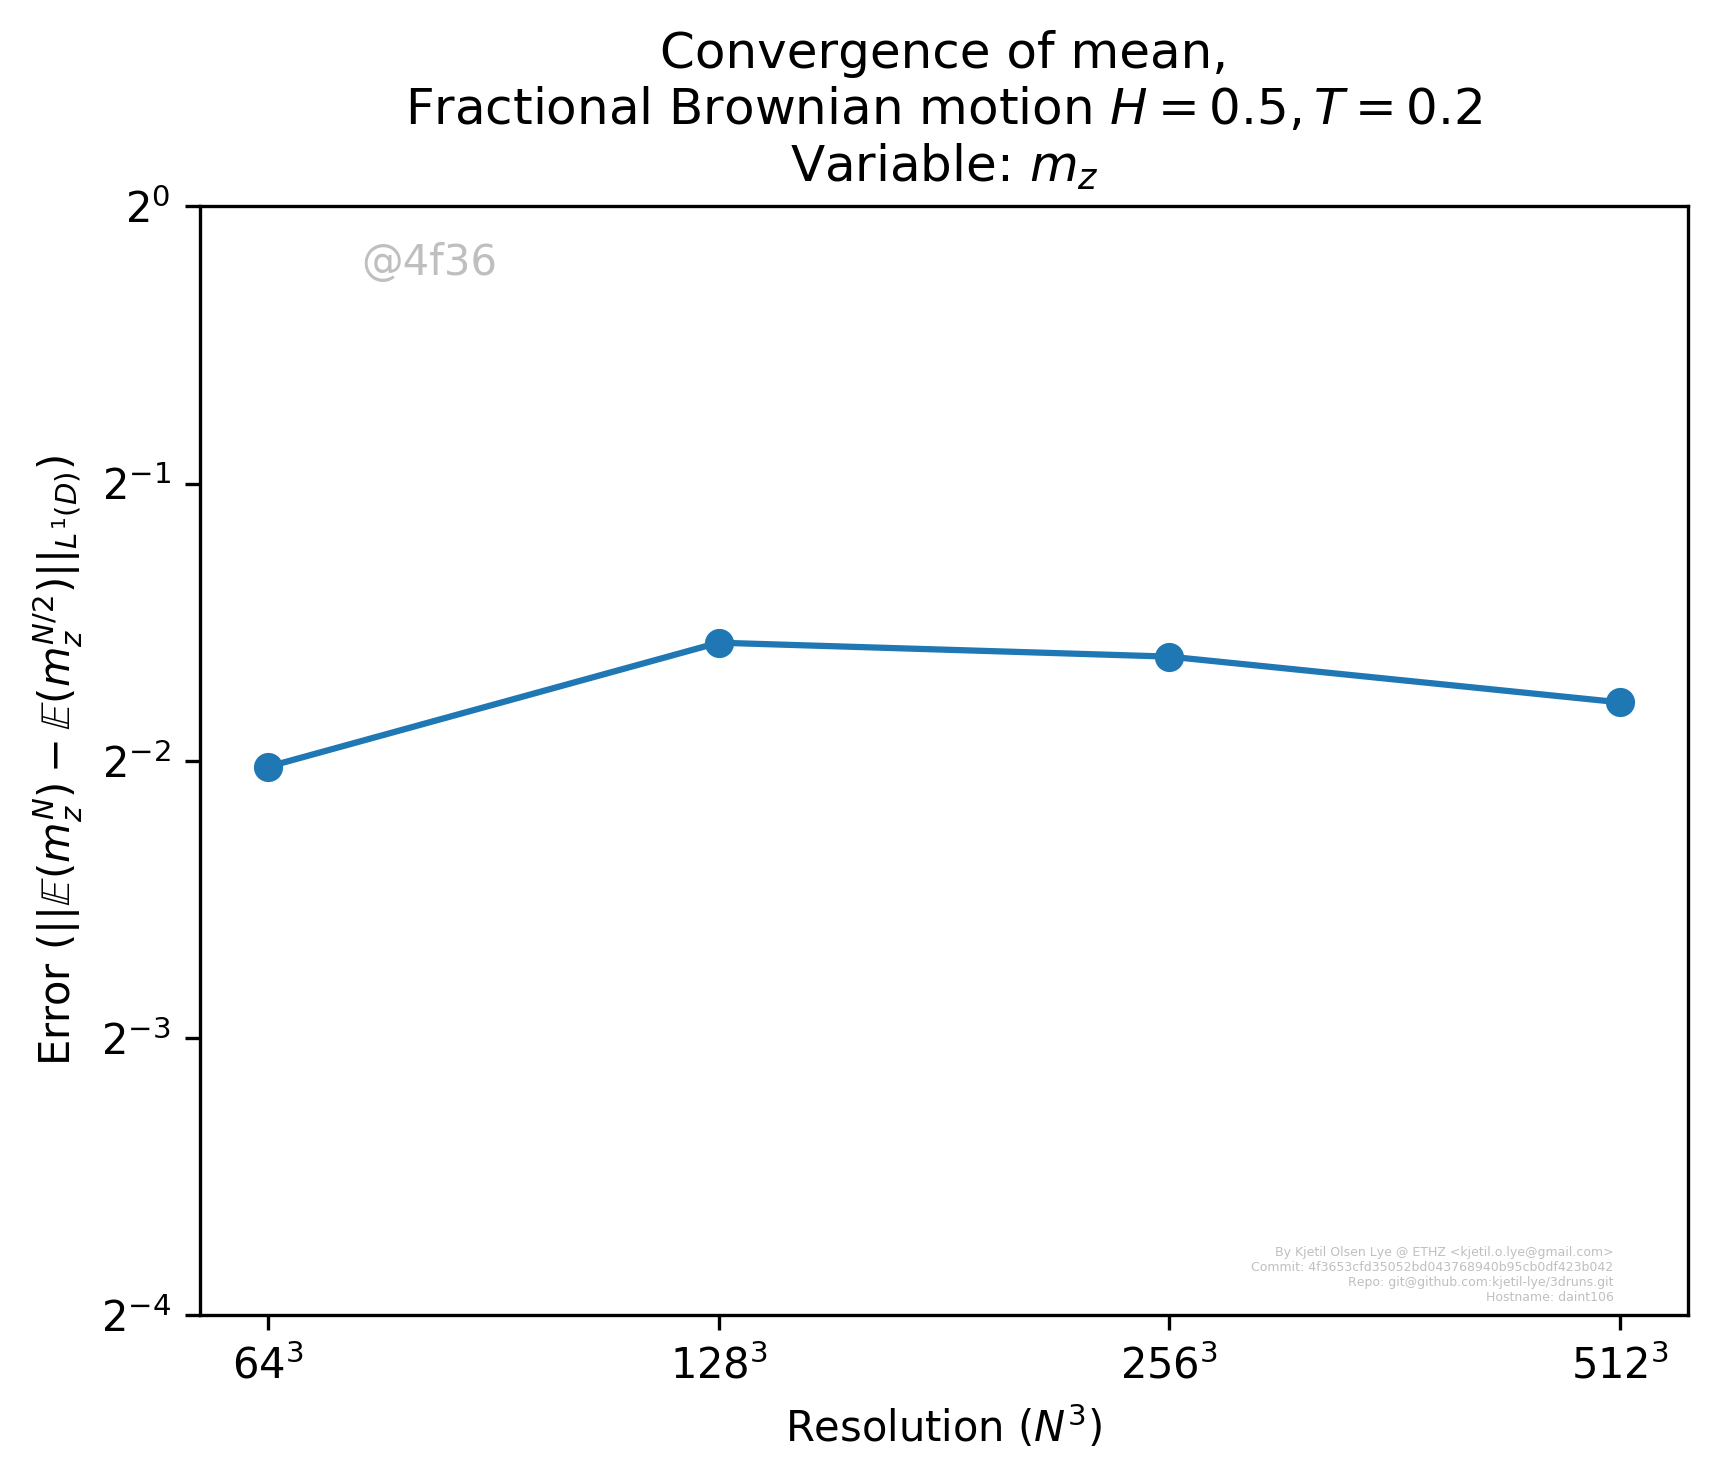 Convergence of mean,
Fractional Brownian motion H = 0.5, T = 0.2
Variable: m_z
2^0
2^{-1}
2^{-2}
2^{-3}
2^{-4}
Error (||𝔼(m_z^N) − 𝔼(m_z^{N/2})||_{L^1(D)})
@4f36
By Kjetil Olsen Lye @ ETHZ <kjetil.o.lye@gmail.com>
Commit: 4f3653cfd35052bd043768940b95cb0df423b042
Repo: git@github.com:kjetil-lye/3druns.git
Hostname: daint106
64^3 128^3 256^3 512^3
Resolution (N^3)